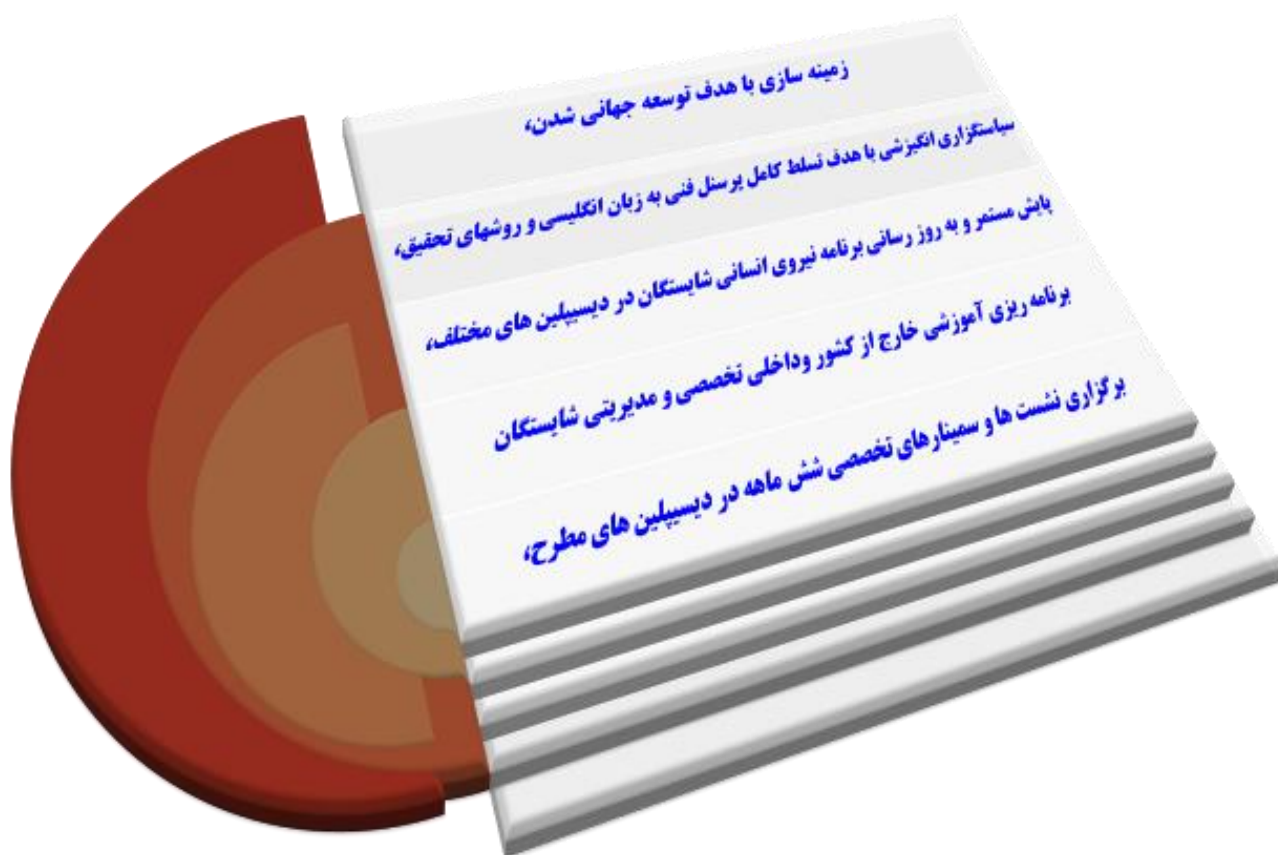 زمینه سازی با هدف توسعه جهانی شدن،
سیاستگزاری انگیزشی با هدف تسلط کامل پرسنل فنی به زبان انگلیسی و روشهای تحقیق،
پایش مستمر و به روز رسانی برنامه نیروی انسانی شایستگان در دیسیپلین های مختلف،
برنامه ریزی آموزشی خارج از کشور وداخلی تخصصی و مدیریتی شایستگان
برگزاری نشست ها و سمینارهای تخصصی شش ماهه در دیسیپلین های مطرح،